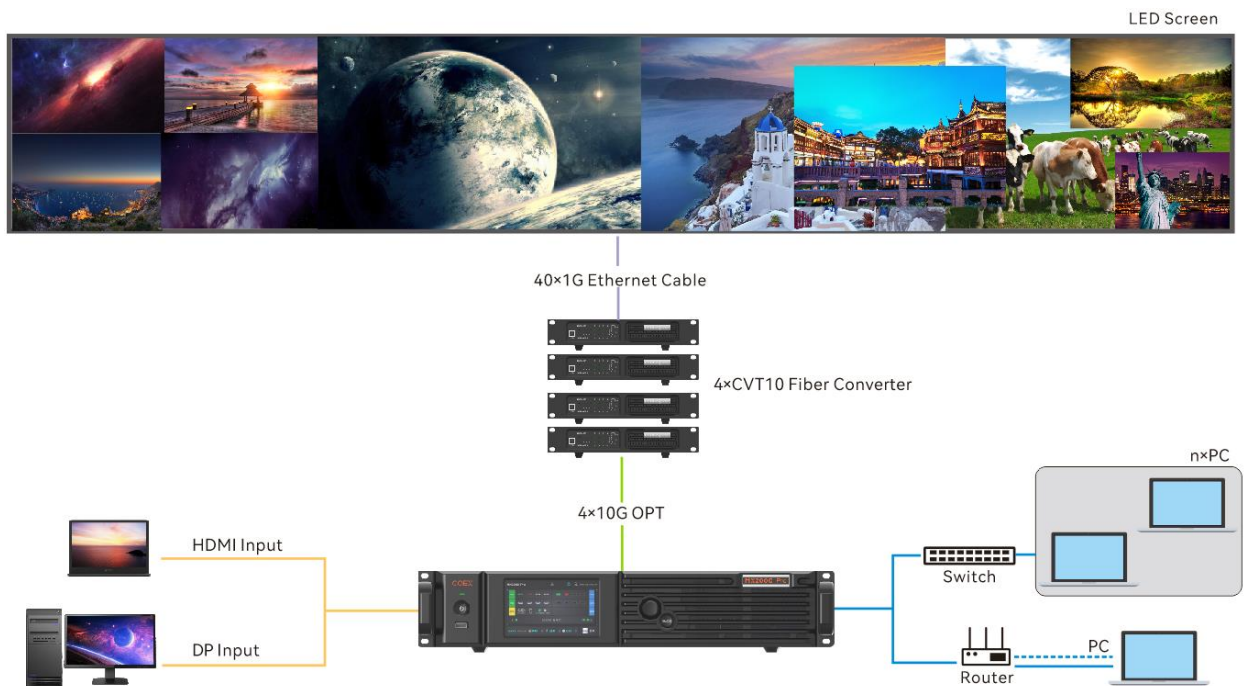 LED Screen
40×1G Ethernet Cable
4×CVT10 Fiber Converter
n×PC
4×10G OPT
HDMI Input
Switch
DP Input
PC
Router